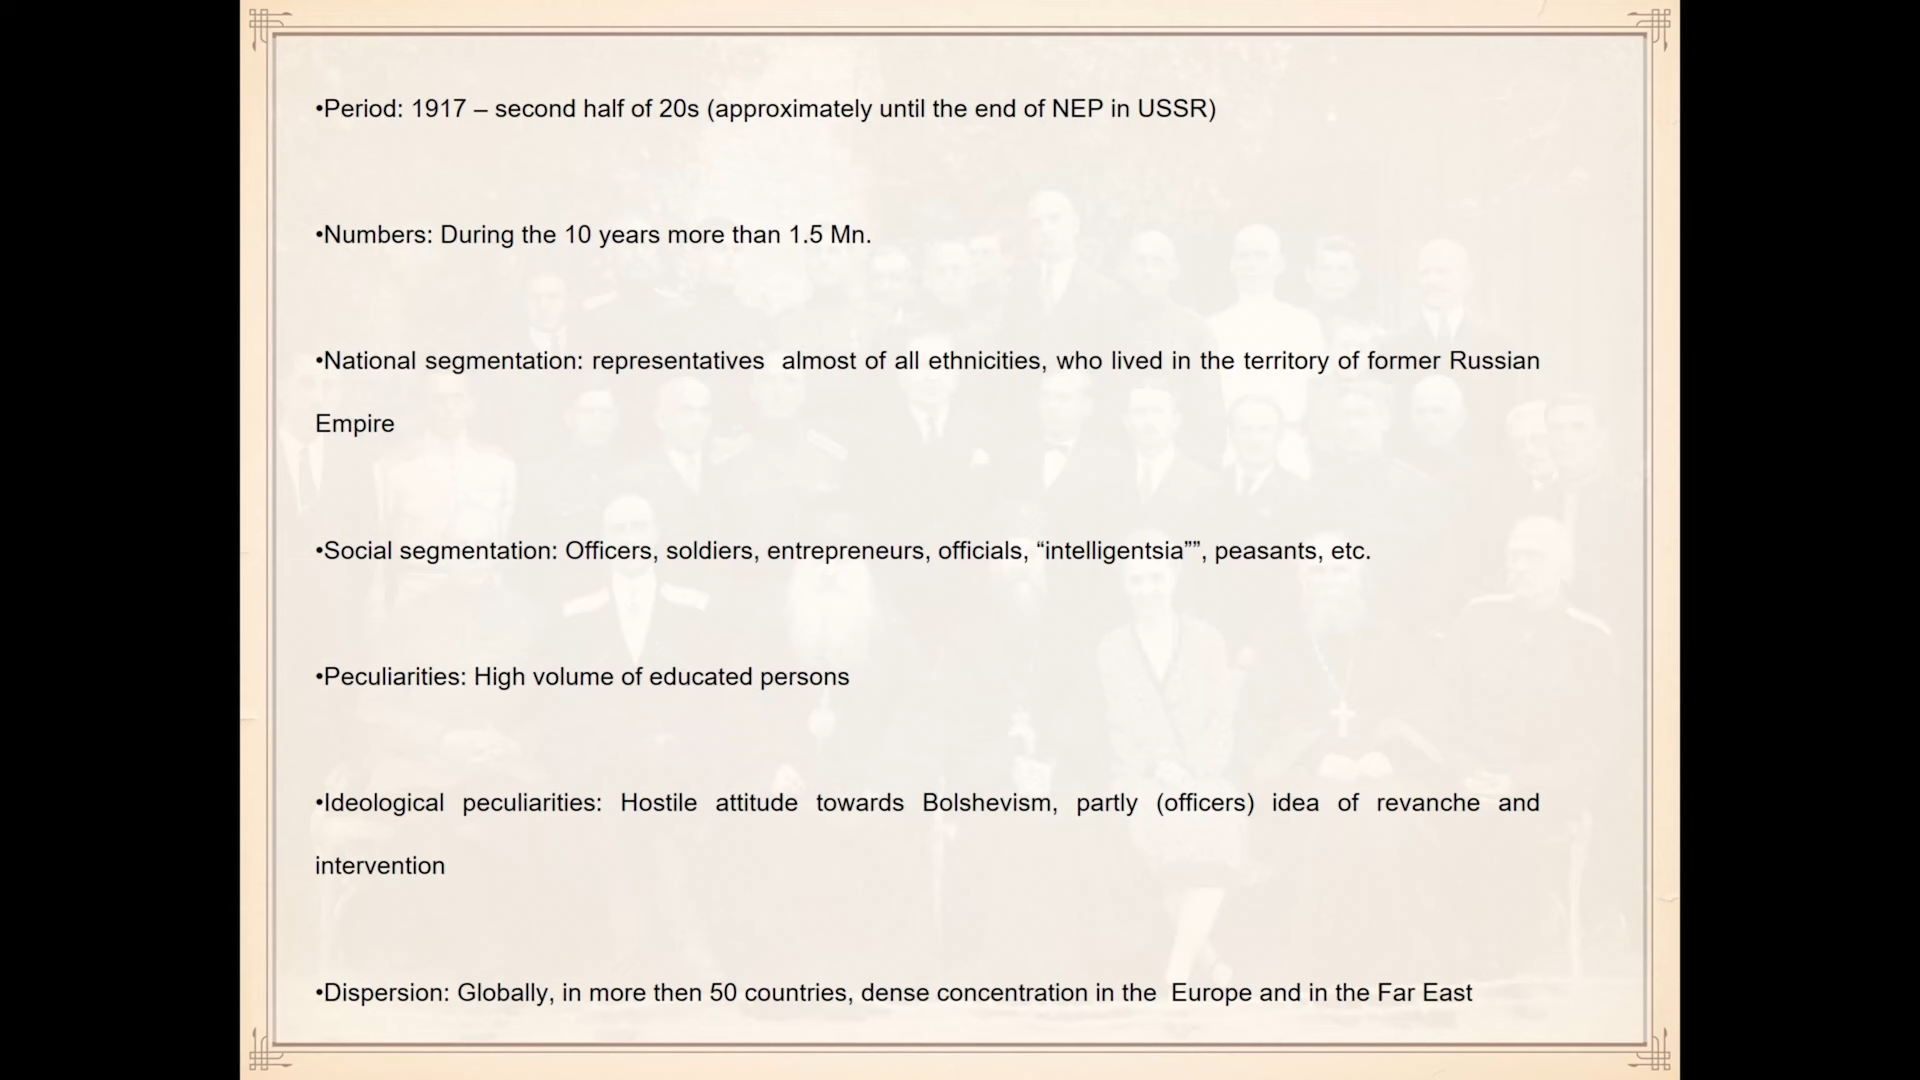 •Period: 1917 – second half of 20s (approximately until the end of NEP in USSR)
•Numbers: During the 10 years more than 1.5 Mn.
•National segmentation: representatives  almost of all ethnicities, who lived in the territory of former Russian
Empire
•Social segmentation: Officers, soldiers, entrepreneurs, officials, “intelligentsia””, peasants, etc.
•Peculiarities: High volume of educated persons
•Ideological peculiarities: Hostile attitude towards Bolshevism, partly (officers) idea of revanche and
intervention
•Dispersion: Globally, in more then 50 countries, dense concentration in the  Europe and in the Far East